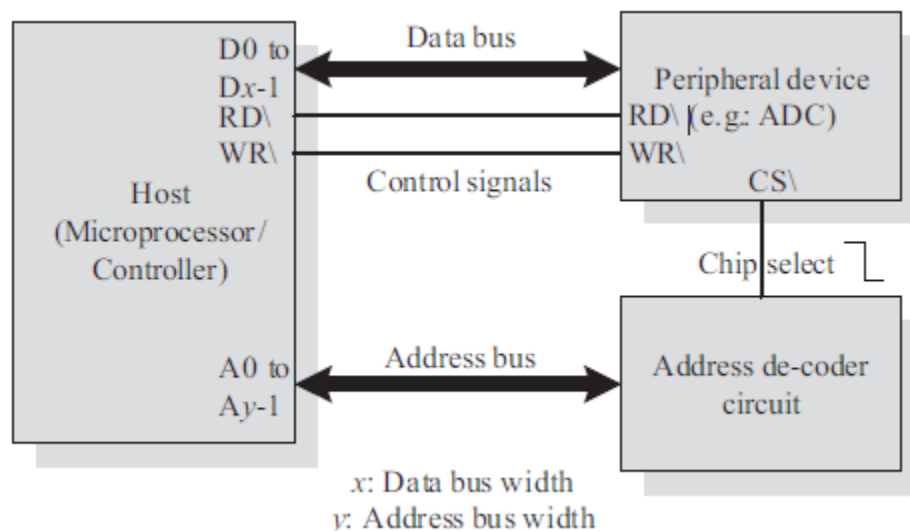 D0 to
Dx-1
RD\
WR\
Host
(Microprocessor/
Controller)
A0 to
Ay-1
Data bus
Control signals
Address bus
Peripheral device
RD\ (e.g.: ADC)
WR\
CS\
Chip select
Address de-coder
circuit
x: Data bus width
y: Address bus width